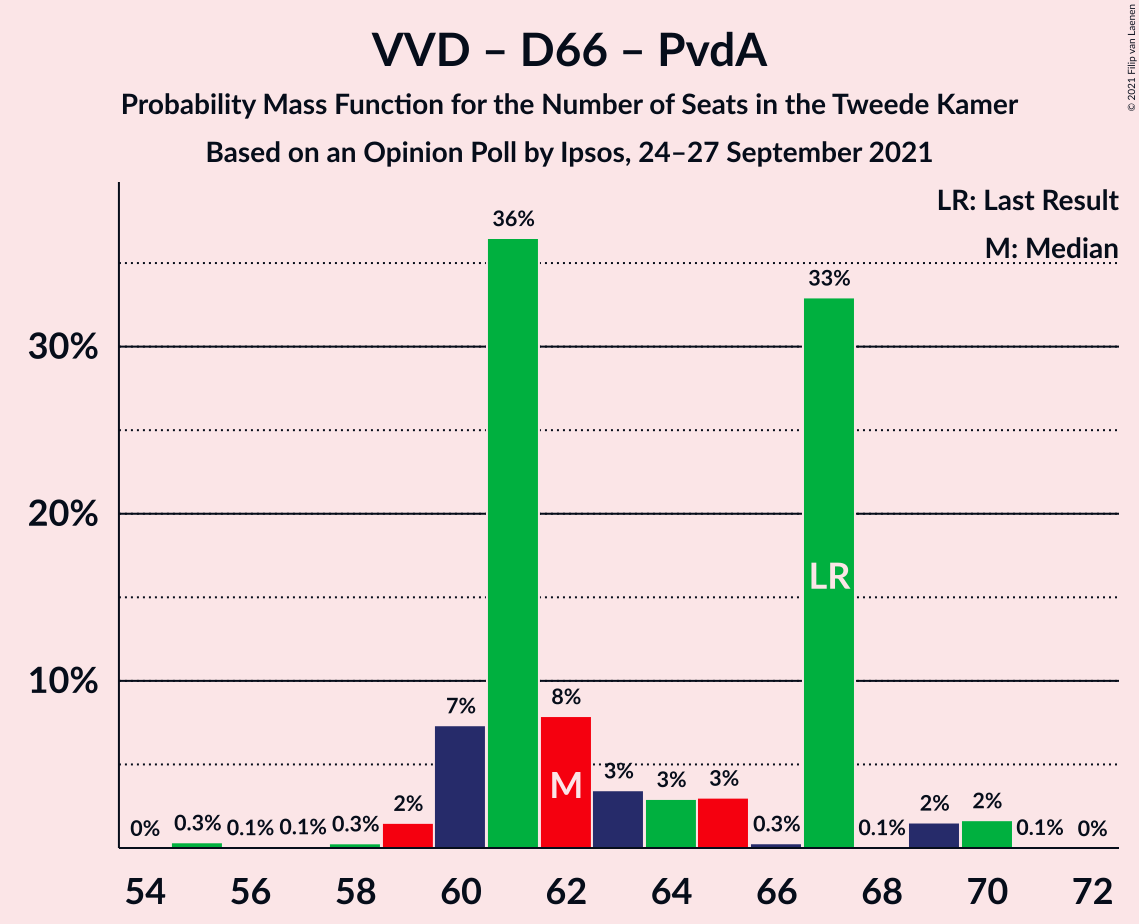 VVD – D66 – PvdA
Probability Mass Function for the Number of Seats in the Tweede Kamer
Based on an Opinion Poll by Ipsos, 24–27 September 2021
© 2021 Filip van Laenen
LR: Last Result
M: Median
30%
20%
10%
0%
0.3%
0.1%
0.1%
0.3%
2%
7%
36%
8%
3%
3%
3%
0.3%
33%
0.1%
2%
2%
0.1%
0%
M
LR
54 56 58 60 62 64 66 68 70 72